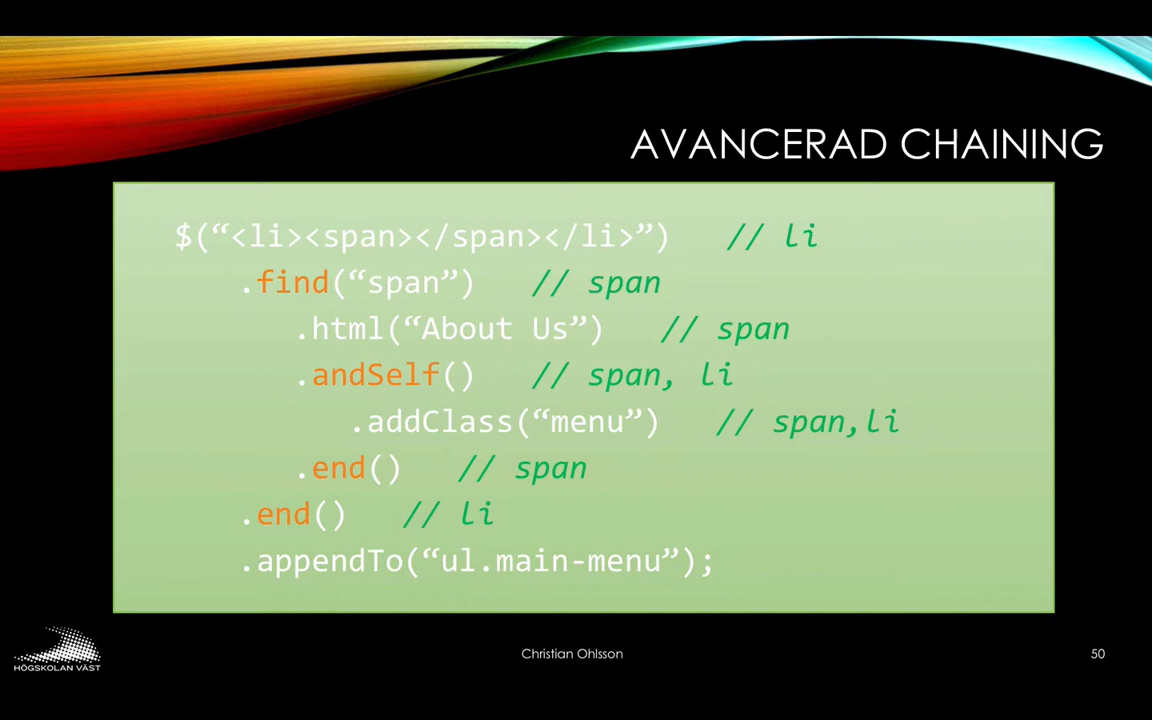 AVANCERAD CHAINING
$(“<li><span></span></li>”) // li
.find(“span”) // span
.html(“About Us”) // span
.andSelf() // span, li
.addClass(“menu”) // span,li
.end() // span
.end() // li
.appendTo(“ul.main-menu”);
HÖGSKOLAN VÄST
Christian Ohlsson
50